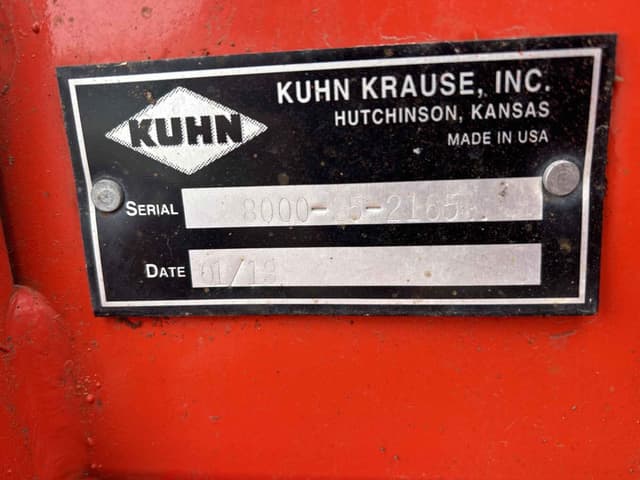 KUHN
KUHN KRAUSE, INC.
HUTCHINSON, KANSAS
MADE IN USA
SERIAL
DATE